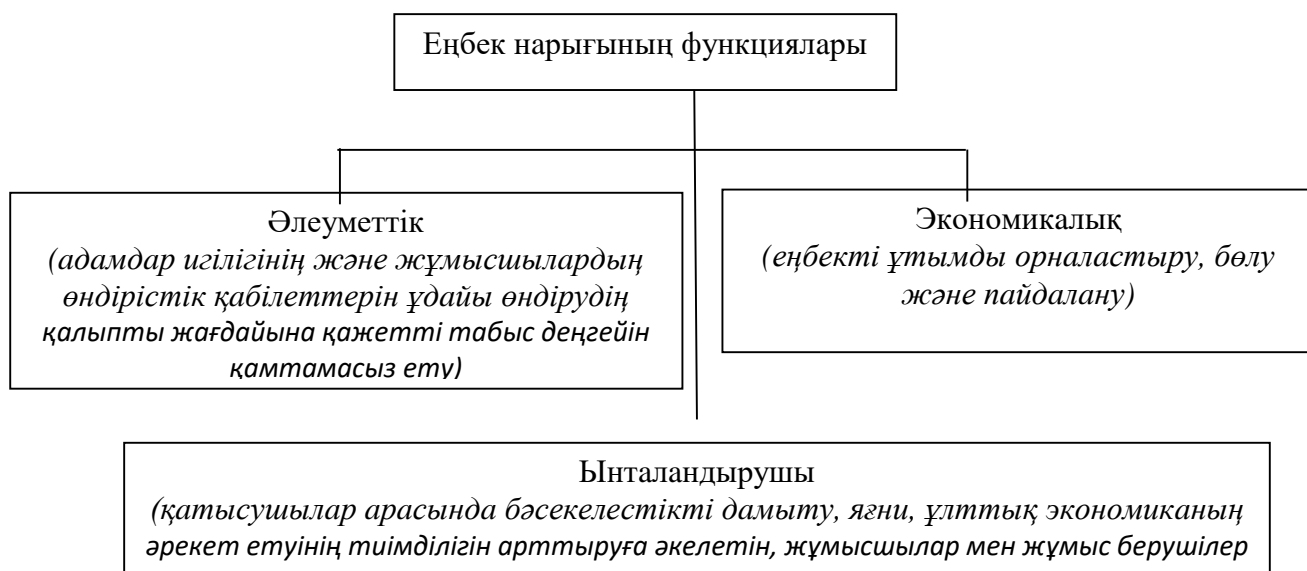 Еңбек нарығының функциялары
Әлеуметтік
(адамдар игілігінің және жұмысшылардың
өндірістік қабілеттерін ұдайы өндірудің
қалыпты жағдайына қажетті табыс деңгейін
қамтамасыз ету)
Экономикалық
(еңбекті ұтымды орналастыру, бөлу
және пайдалану)
Ынталандырушы
(қатысушылар арасында бәсекелестікті дамыту, яғни, ұлттық экономиканың
әрекет етуінің тиімділігін арттыруға әкелетін, жұмысшылар мен жұмыс берушілер